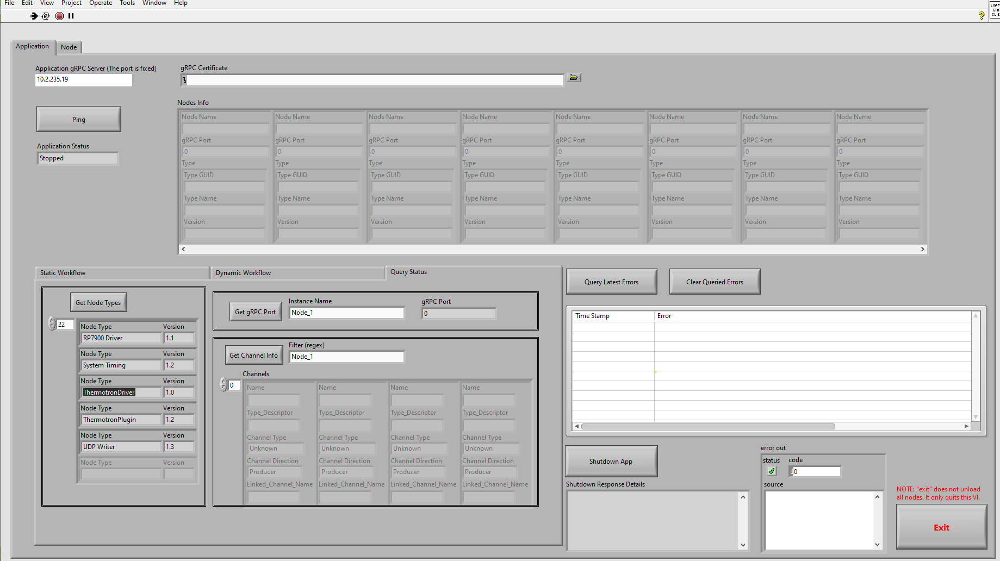 File Edit View Project Operate Tools Window Help
?
EXAM
GRP
CLIE
Application Node
Application gRPC Server (The port is fixed)
10.2.235.19
gRPC Certificate
Ping
Application Status
Stopped
Nodes Info
Node Name Node Name Node Name Node Name Node Name Node Name Node Name Node Name
gRPC Port gRPC Port gRPC Port gRPC Port gRPC Port gRPC Port gRPC Port gRPC Port
0 0 0 0 0 0 0 0
Type Type Type Type Type Type Type Type
Type GUID Type GUID Type GUID Type GUID Type GUID Type GUID Type GUID Type GUID
Type Name Type Name Type Name Type Name Type Name Type Name Type Name Type Name
Version Version Version Version Version Version Version Version
Static Workflow Dynamic Workflow Query Status
Get Node Types
22
Node Type Version
RP7900 Driver 1.1
Node Type Version
System Timing 1.2
Node Type Version
ThermotronDriver 1.0
Node Type Version
ThermotronPlugin 1.2
Node Type Version
UDP Writer 1.3
Node Type Version
Get gRPC Port
Instance Name
Node_1
gRPC Port
0
Get Channel Info
Filter (regex)
Node_1
Channels
0
Name Name Name Name
Type_Descriptor Type_Descriptor Type_Descriptor Type_Descriptor
Channel Type Channel Type Channel Type Channel Type
Unknown Unknown Unknown Unknown
Channel Direction Channel Direction Channel Direction Channel Direction
Producer Producer Producer Producer
Linked_Channel_Name Linked_Channel_Name Linked_Channel_Name Linked_Channel_Name
Query Latest Errors
Clear Queried Errors
Time Stamp Error
Shutdown App
Shutdown Response Details
error out
status code
d0
source
NOTE: "exit" does not unload
all nodes. It only quits this VI.
Exit